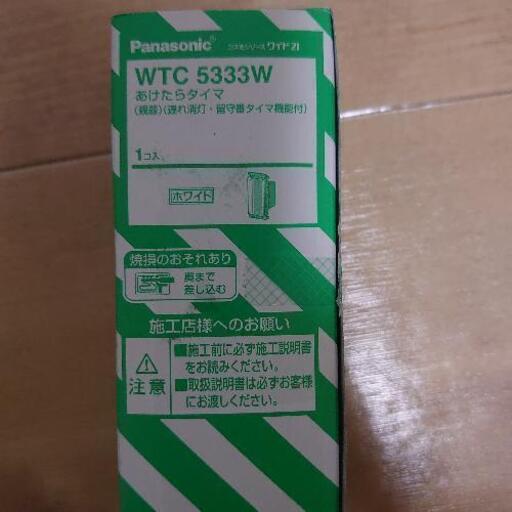 Panasonic® コスモシリーズ ワイド21
WTC 5333W
あけたらタイマ
(親器)(遅れ消灯・留守番タイマ機能付)
1コ入
ホワイト
焼損のおそれあり
奥まで
差し込む
施工店様へのお願い
注意
■施工前に必ず施工説明書
をお読みください。
■取扱説明書は必ずお客様
にお渡しください。